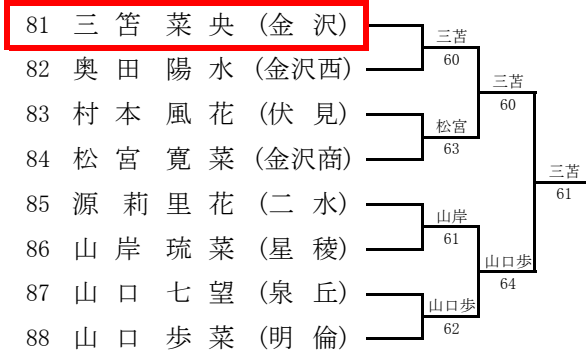 81 三 笘 菜 央 (金 沢)
82 奥 田 陽 水 (金沢西)
83 村 本 風 花 (伏 見)
84 松 宮 寛 菜 (金沢商)
85 源 莉 里 花 (二 水)
86 山 岸 琉 菜 (星 稜)
87 山 口 七 望 (泉 丘)
88 山 口 歩 菜 (明 倫)
三苫
60
松宮
63
山岸
61
山口歩
62
三苫
60
山口歩
64
三苫
61